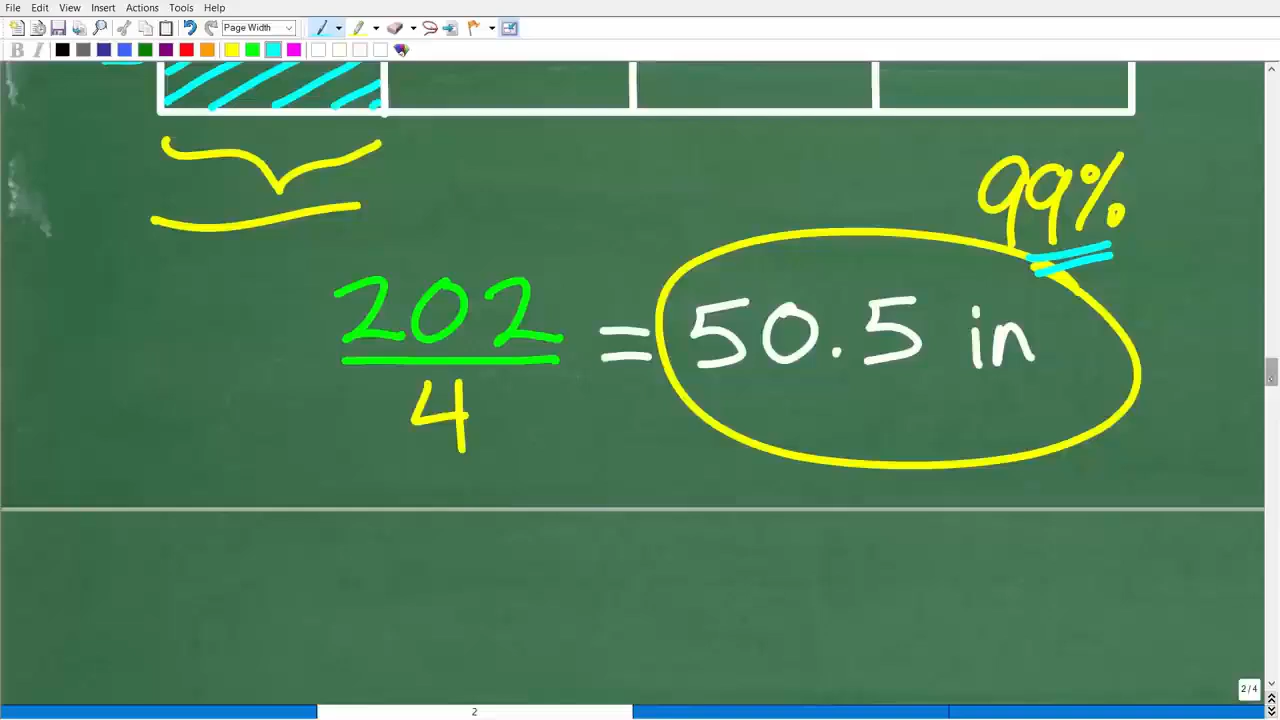 File Edit View Insert Actions Tools Help
Page Width
B I
99%
202
= 50.5 in
4
2/4
2